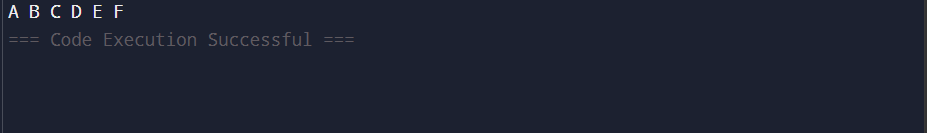 A B C D E F
=== Code Execution Successful ===